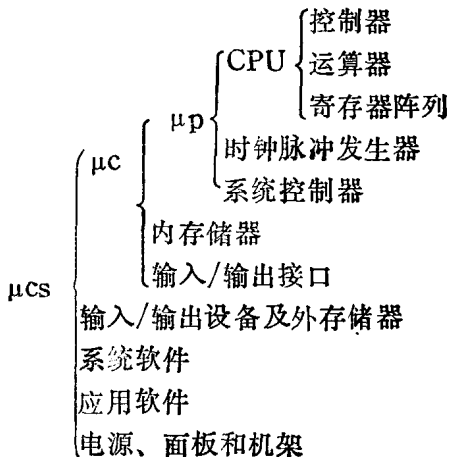 控制器
CPU
运算器
寄存器阵列
μp
时钟脉冲发生器
μc
系统控制器
内存储器
输入/输出接口
μcs
输入/输出设备及外存储器
系统软件
应用软件
电源、面板和机架